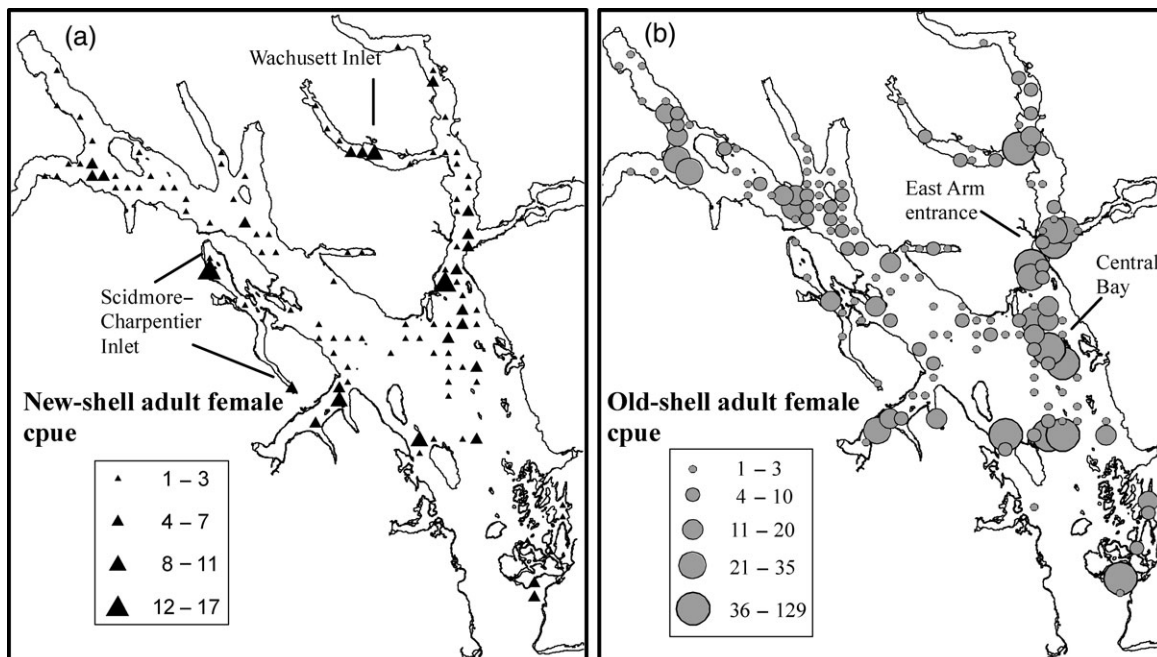 (a)
Wachusett Inlet
Scidmore–
Charpentier
Inlet
New-shell adult female
cpue
1 – 3
4 – 7
8 – 11
12 – 17
(b)
East Arm
entrance
Central
Bay
Old-shell adult female
cpue
1 – 3
4 – 10
11 – 20
21 – 35
36 – 129